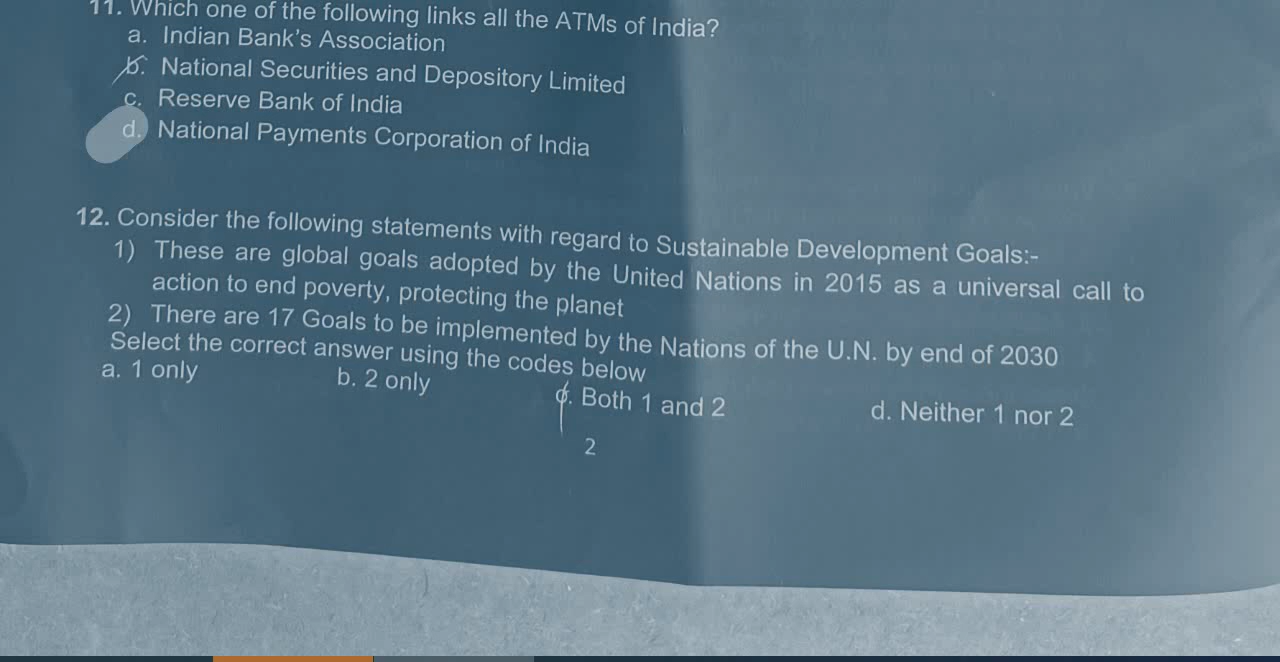 11. Which one of the following links all the ATMs of India?
a. Indian Bank's Association
b. National Securities and Depository Limited
c. Reserve Bank of India
d. National Payments Corporation of India
12. Consider the following statements with regard to Sustainable Development Goals:-
1) These are global goals adopted by the United Nations in 2015 as a universal call to
action to end poverty, protecting the planet
2) There are 17 Goals to be implemented by the Nations of the U.N. by end of 2030
Select the correct answer using the codes below
a. 1 only b. 2 only c. Both 1 and 2 d. Neither 1 nor 2
2